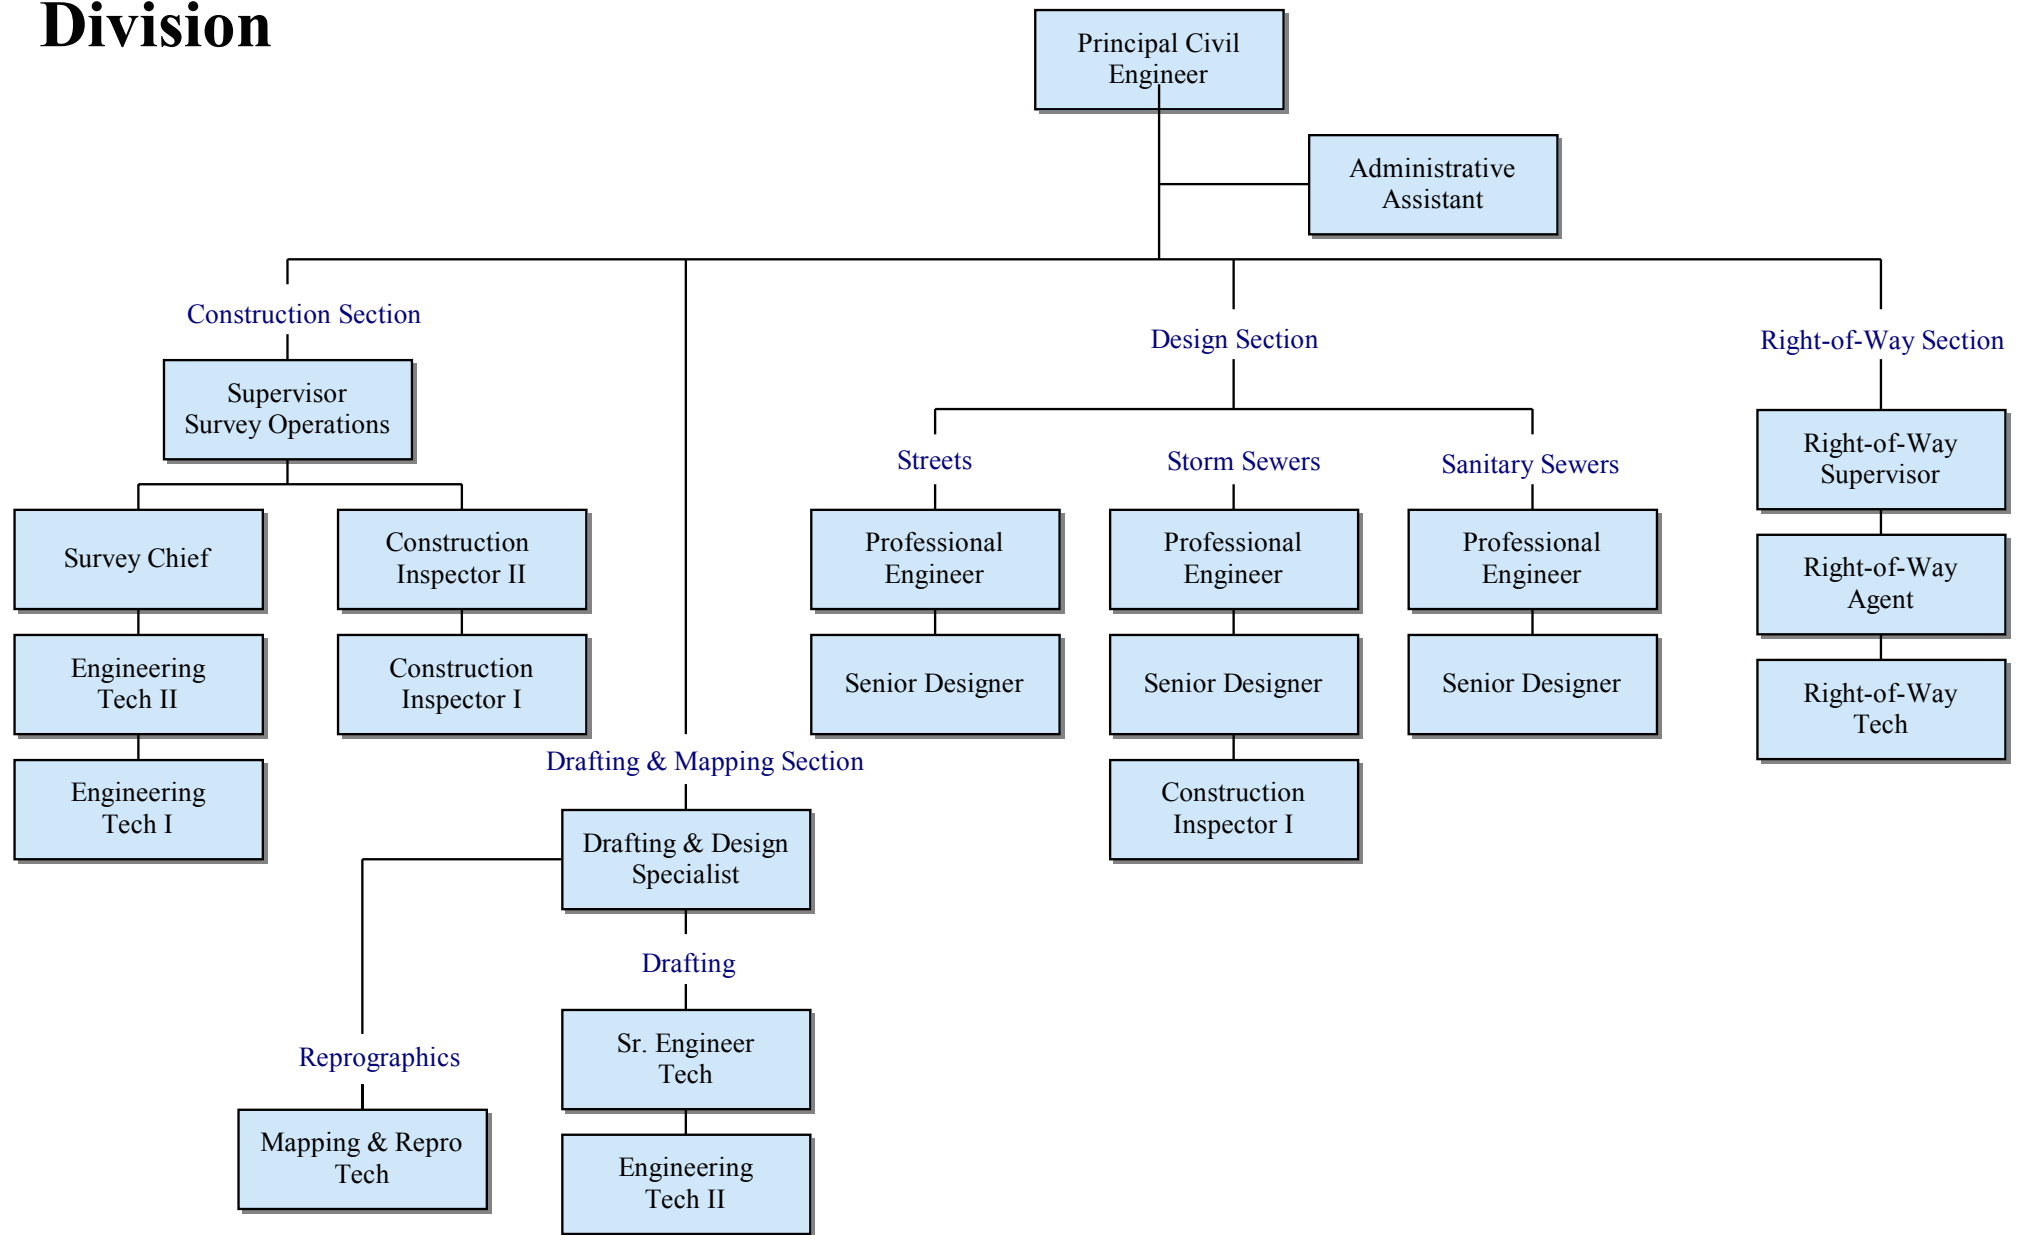 Division
Principal Civil
Engineer
Administrative
Assistant
Construction Section
Supervisor
Survey Operations
Survey Chief
Engineering
Tech II
Engineering
Tech I
Construction
Inspector II
Construction
Inspector I
Drafting & Mapping Section
Drafting & Design
Specialist
Reprographics
Mapping & Repro
Tech
Drafting
Sr. Engineer
Tech
Engineering
Tech II
Design Section
Streets
Professional
Engineer
Senior Designer
Storm Sewers
Professional
Engineer
Senior Designer
Construction
Inspector I
Sanitary Sewers
Professional
Engineer
Senior Designer
Right-of-Way Section
Right-of-Way
Supervisor
Right-of-Way
Agent
Right-of-Way
Tech